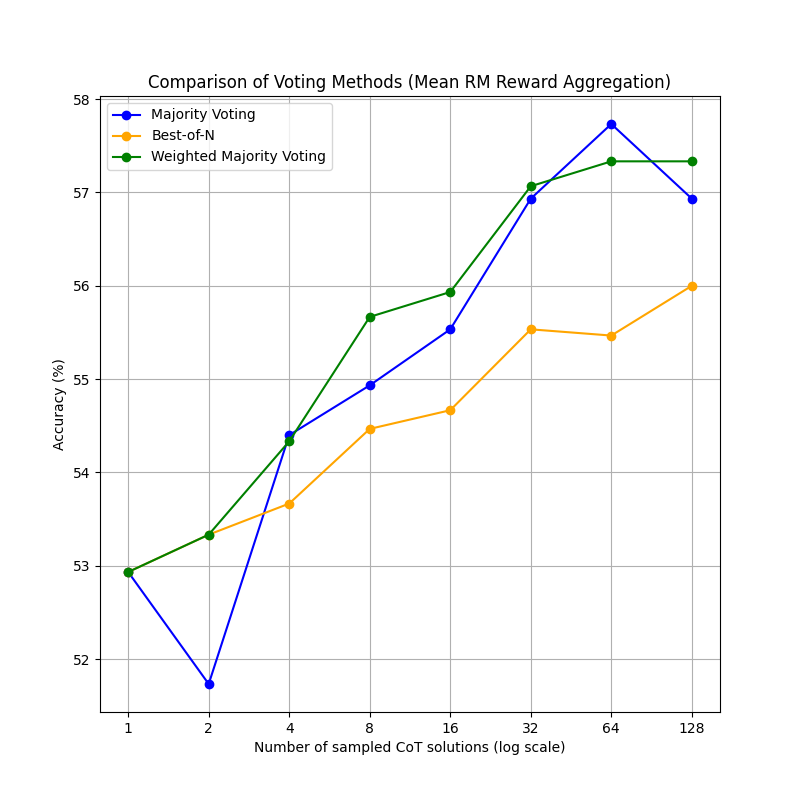 Comparison of Voting Methods (Mean RM Reward Aggregation)
Majority Voting
Best-of-N
Weighted Majority Voting
58
57
56
55
54
53
52
Accuracy (%)
1 2 4 8 16 32 64 128
Number of sampled CoT solutions (log scale)